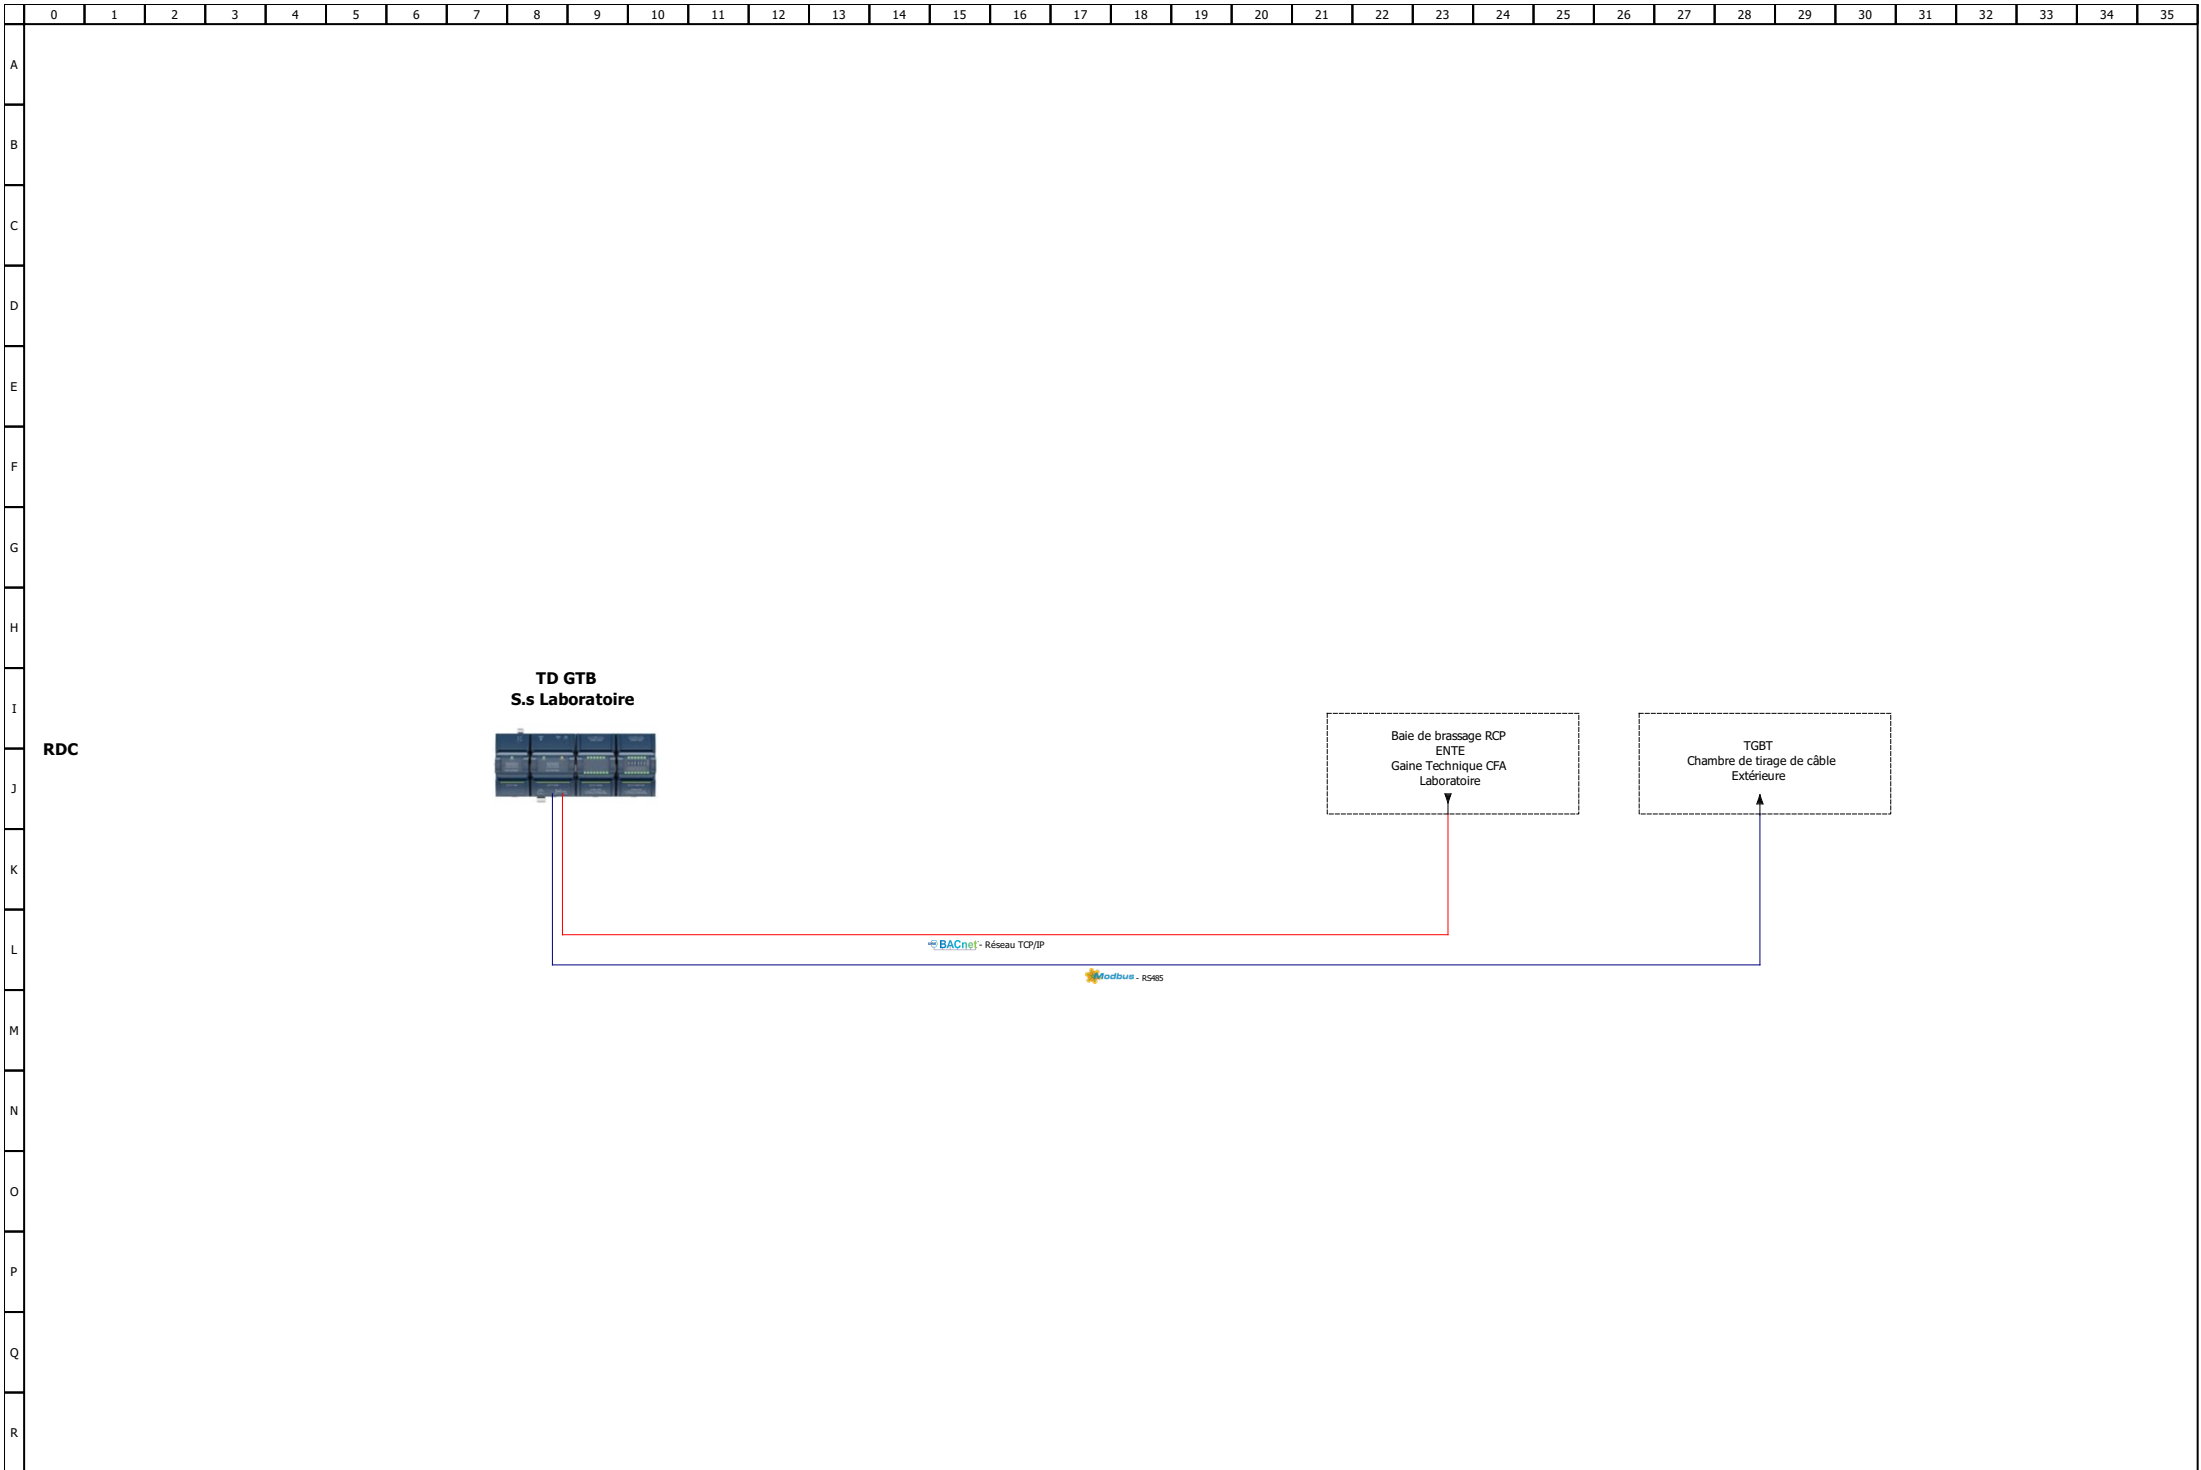 0 1 2 3 4 5 6 7 8 9 10 11 12 13 14 15 16 17 18 19 20 21 22 23 24 25 26 27 28 29 30 31 32 33 34 35
A
B
C
D
E
F
G
H
I
J
K
L
M
N
O
P
Q
R
RDC
TD GTB
S.s Laboratoire
Baie de brassage RCP
ENTE
Gaine Technique CFA
Laboratoire
TGBT
Chambre de tirage de câble
Extérieure
BACnet - Réseau TCP/IP
Modbus - RS485